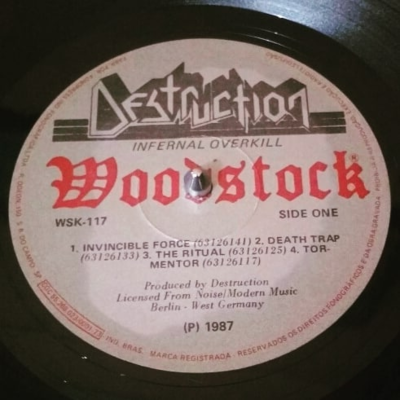 DESTRUCTION
INFERNAL OVERKILL
Woodstock
WSK-117
SIDE ONE
1. INVINCIBLE FORCE (63126141) 2. DEATH TRAP
(63126133) 3. THE RITUAL (63126125) 4. TOR-
MENTOR (63126117)
Produced by Destruction
Licensed From Noise/Modern Music
Berlin - West Germany
(P) 1987
IND. BRAS. MARCA REGISTRADA - RESERVADOS OS DIREITOS FONOGRÁFICOS